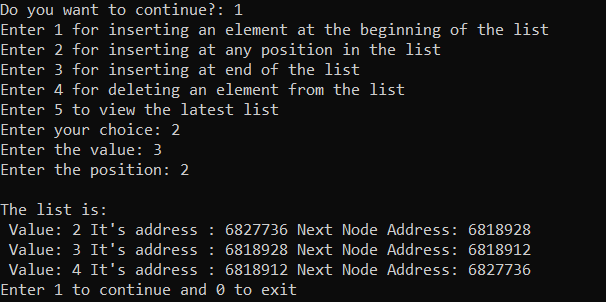 Do you want to continue?: 1
Enter 1 for inserting an element at the beginning of the list
Enter 2 for inserting at any position in the list
Enter 3 for inserting at end of the list
Enter 4 for deleting an element from the list
Enter 5 to view the latest list
Enter your choice: 2
Enter the value: 3
Enter the position: 2

The list is:
 Value: 2 It's address : 6827736 Next Node Address: 6818928
 Value: 3 It's address : 6818928 Next Node Address: 6818912
 Value: 4 It's address : 6818912 Next Node Address: 6827736
Enter 1 to continue and 0 to exit